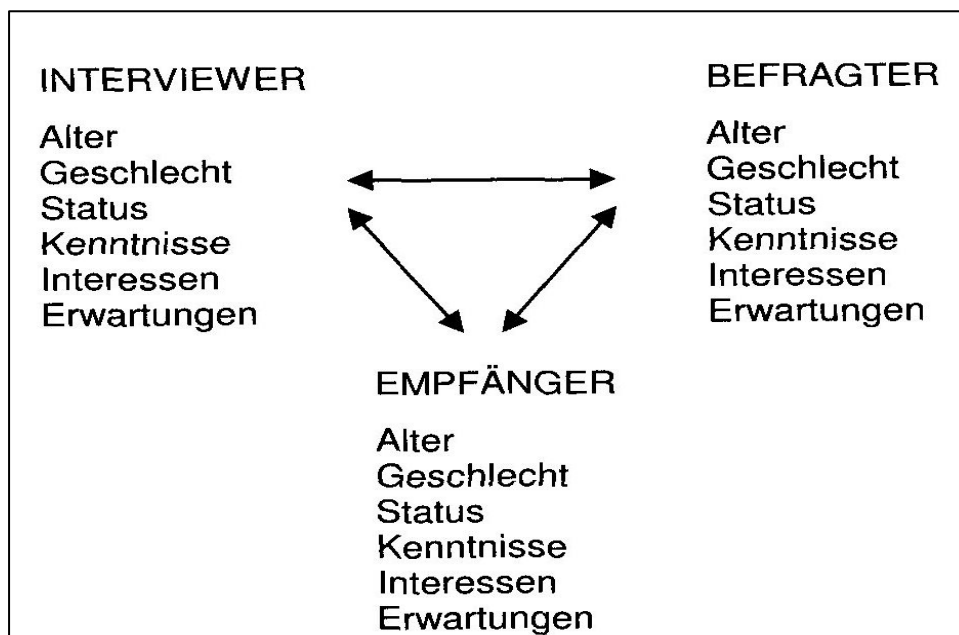 INTERVIEWER
Alter
Geschlecht
Status
Kenntnisse
Interessen
Erwartungen
BEFRAGTER
Alter
Geschlecht
Status
Kenntnisse
Interessen
Erwartungen
EMPFÄNGER
Alter
Geschlecht
Status
Kenntnisse
Interessen
Erwartungen